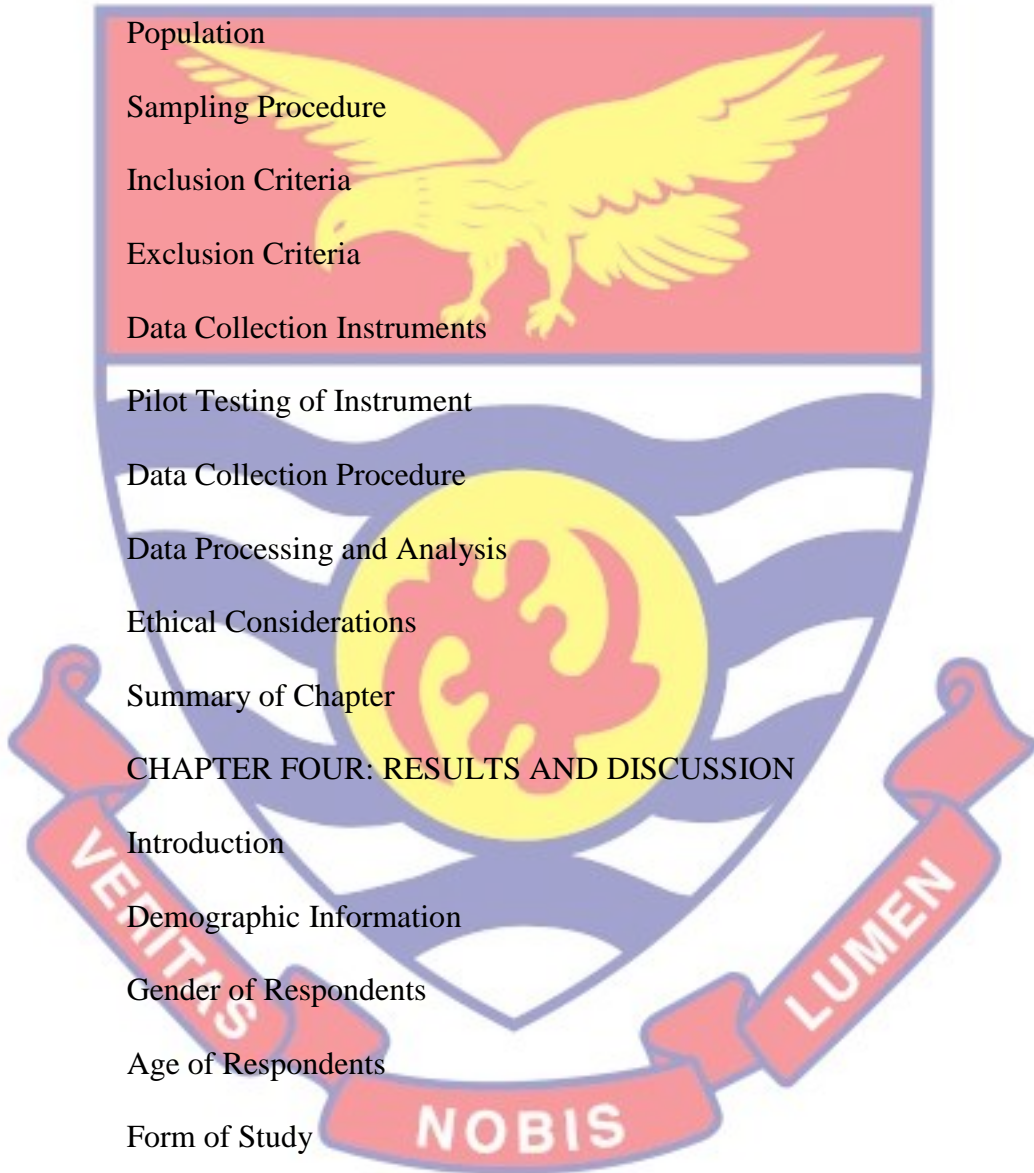 Population
Sampling Procedure
Inclusion Criteria
Exclusion Criteria
Data Collection Instruments
Pilot Testing of Instrument
Data Collection Procedure
Data Processing and Analysis
Ethical Considerations
Summary of Chapter
CHAPTER FOUR: RESULTS AND DISCUSSION
Introduction
Demographic Information
Gender of Respondents
Age of Respondents
Form of Study
VERITAS
NOBIS
LUMEN